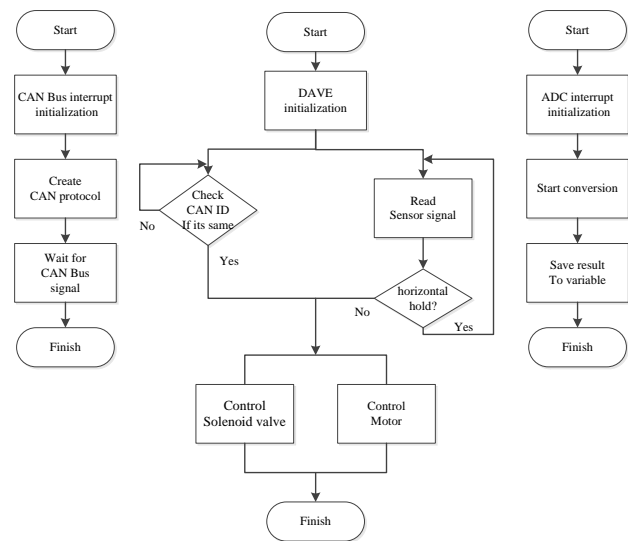 Start
CAN Bus interrupt
initialization
Create
CAN protocol
Wait for
CAN Bus
signal
Finish
Start
DAVE
initialization
Check
CAN ID
If its same
No
Yes
Read
Sensor signal
horizontal
hold?
No
Yes
Control
Solenoid valve
Control
Motor
Finish
Start
ADC interrupt
initialization
Start conversion
Save result
To variable
Finish